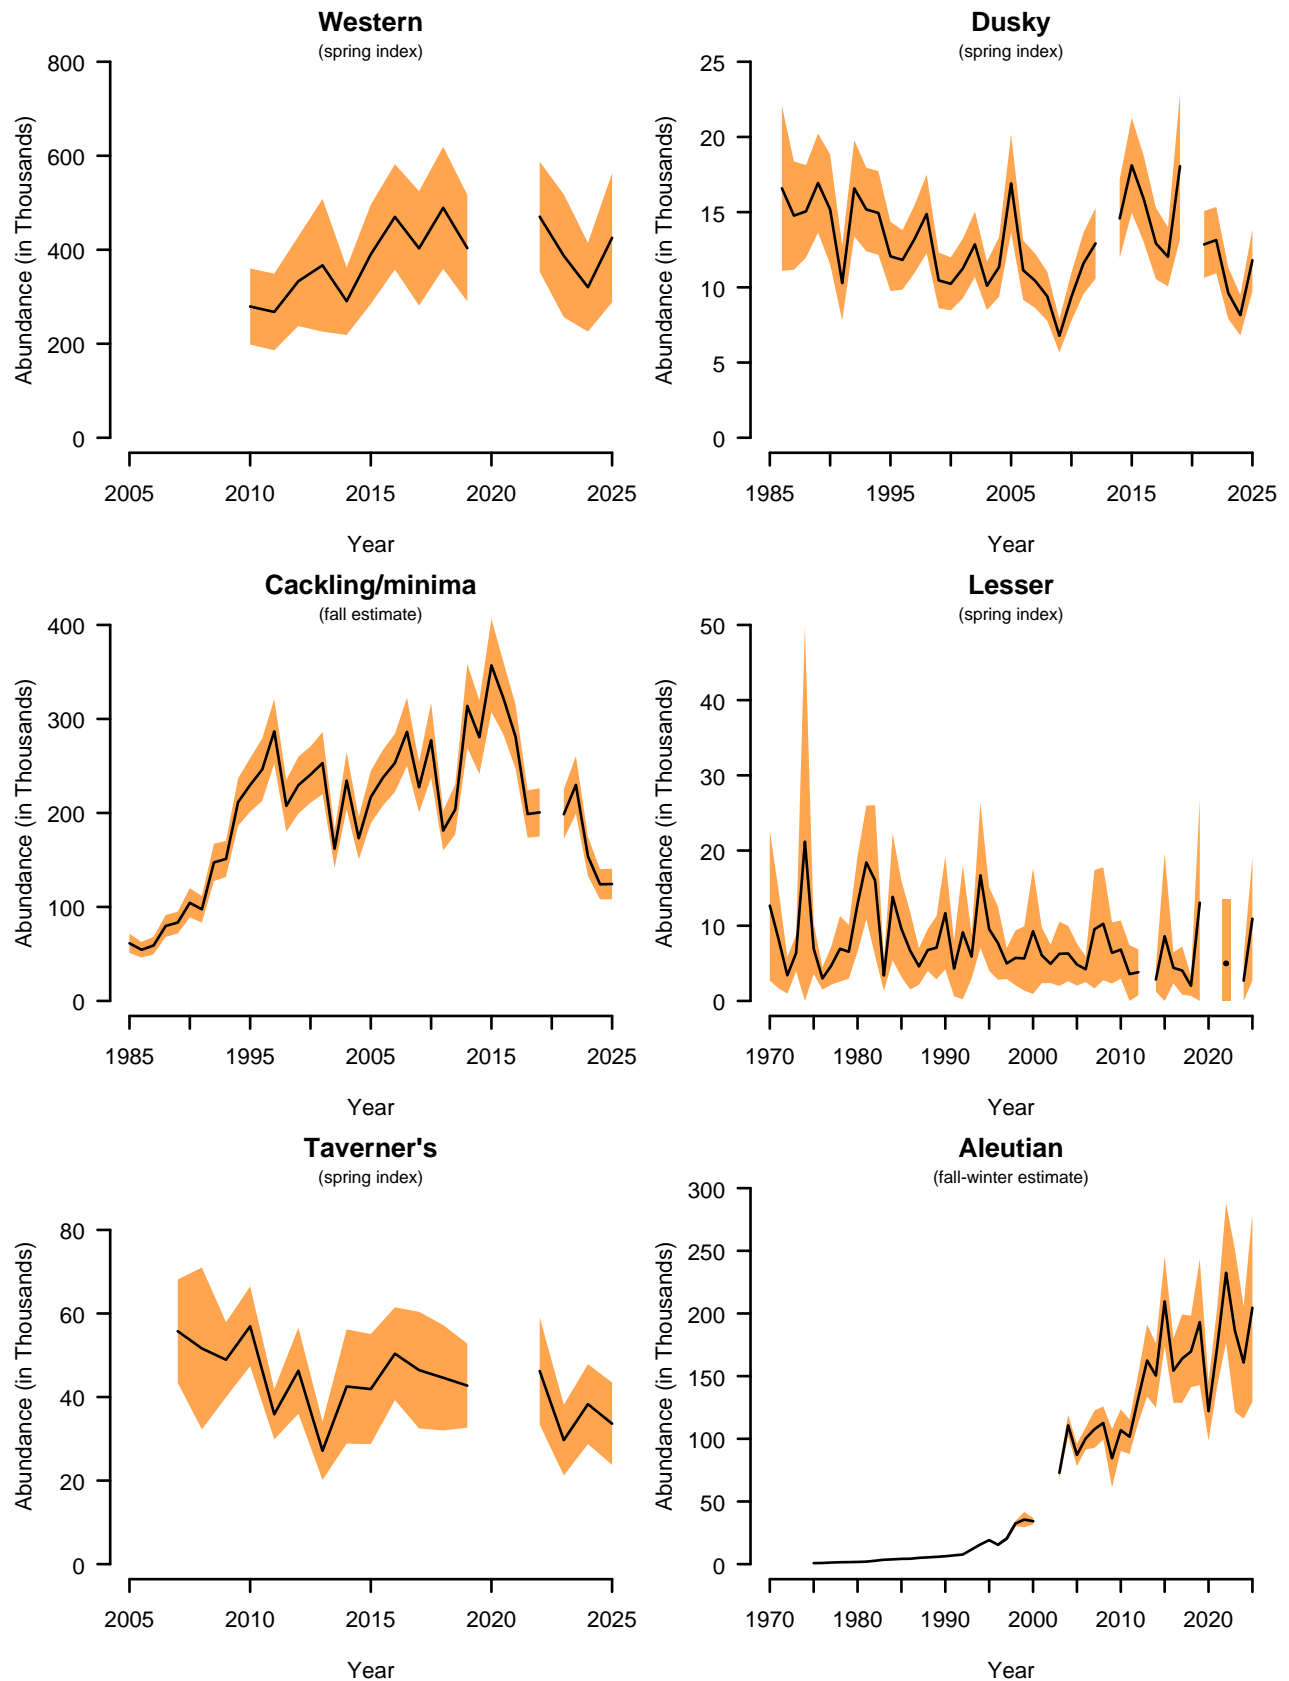 Western
(spring index)
Abundance (in Thousands)
800
600
400
200
0
2005 2010 2015 2020 2025
Year
Dusky
(spring index)
Abundance (in Thousands)
25
20
15
10
5
0
1985 1995 2005 2015 2025
Year
Cackling/minima
(fall estimate)
Abundance (in Thousands)
400
300
200
100
0
1985 1995 2005 2015 2025
Year
Lesser
(spring index)
Abundance (in Thousands)
50
40
30
20
10
0
1970 1980 1990 2000 2010 2020
Year
Taverner's
(spring index)
Abundance (in Thousands)
80
60
40
20
0
2005 2010 2015 2020 2025
Year
Aleutian
(fall-winter estimate)
Abundance (in Thousands)
300
250
200
150
100
50
0
1970 1980 1990 2000 2010 2020
Year